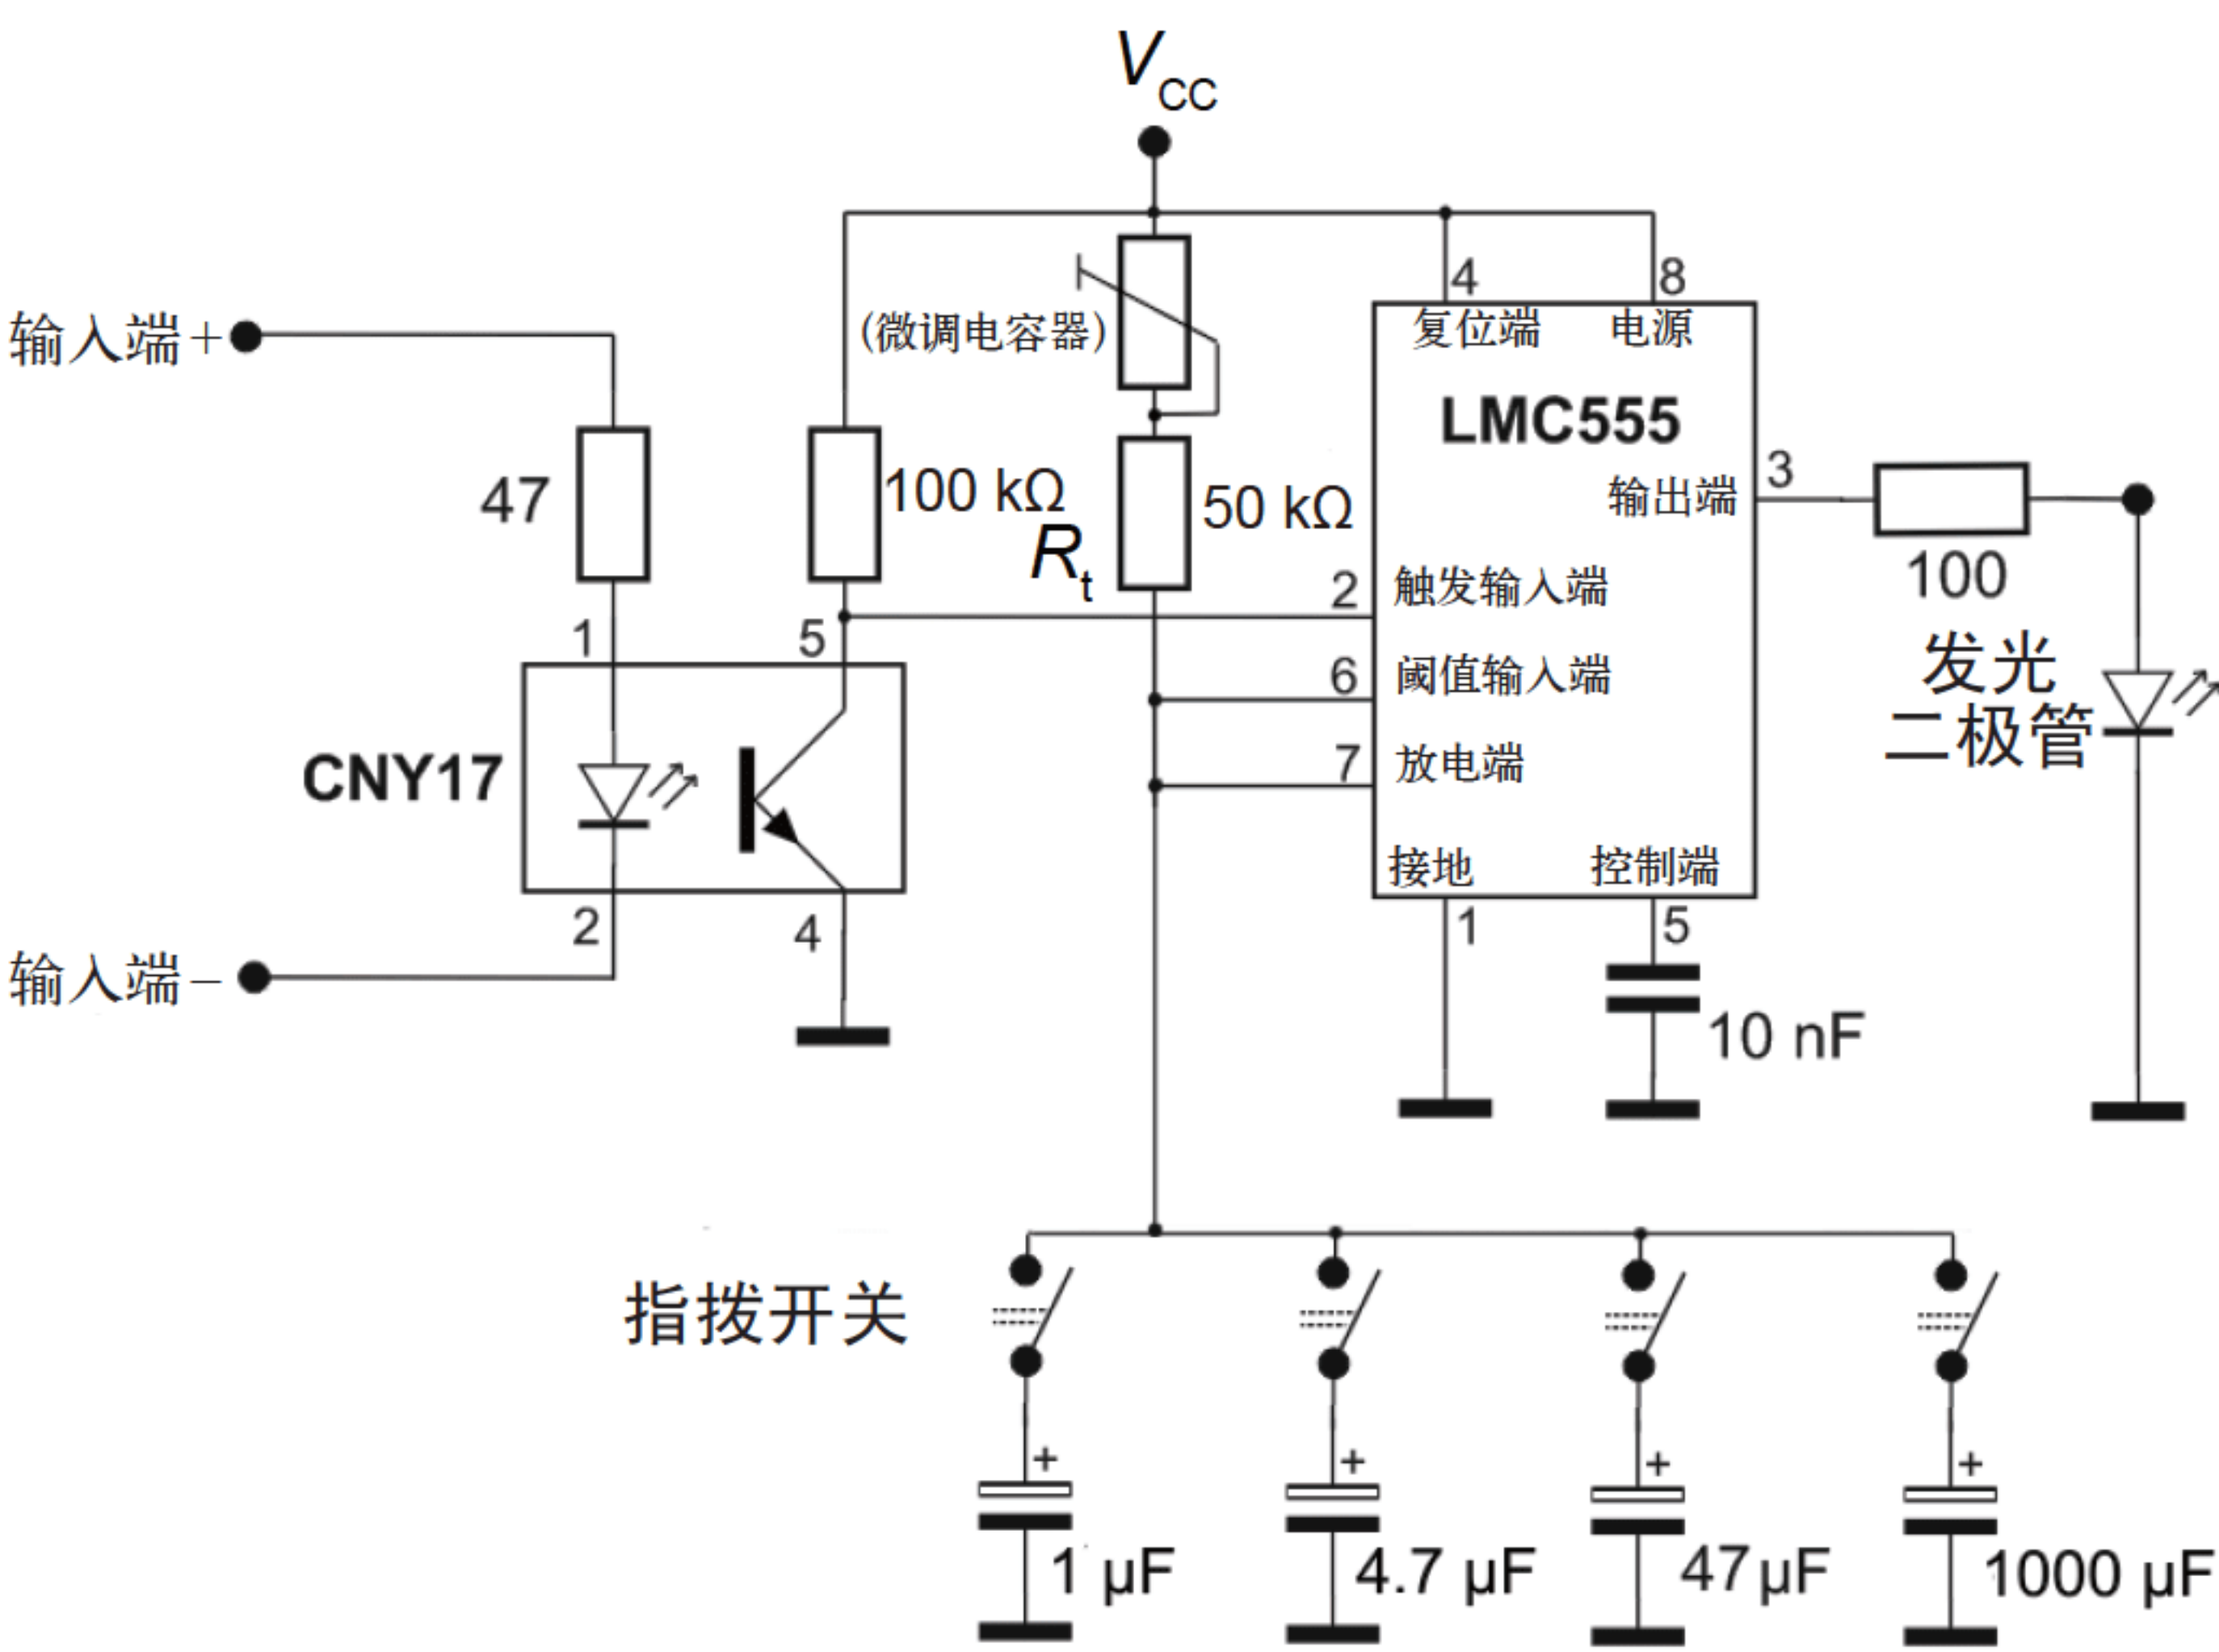 VCC
输入端+
(微调电容器)
4
8
复位端
电源
LMC555
47
100 kΩ
50 kΩ
Rt
3
输出端
100
2
触发输入端
1
5
6
阈值输入端
发光
二极管
CNY17
7
放电端
接地
控制端
2
4
1
5
输入端−
10 nF
指拨开关
+
+
+
+
1 µF
4.7 µF
47µF
1000 µF